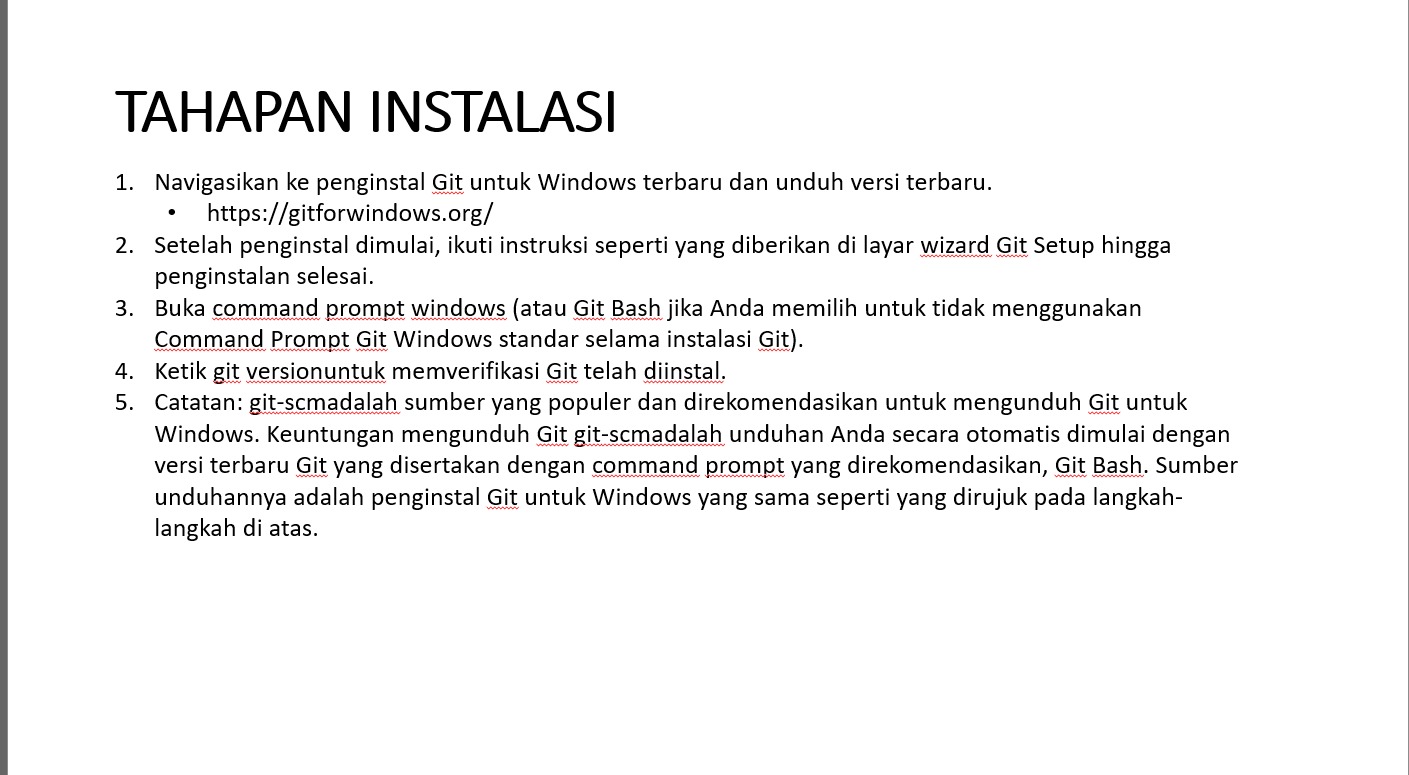 TAHAPAN INSTALASI
1. Navigasikan ke penginstal Git untuk Windows terbaru dan unduh versi terbaru.
• https://gitforwindows.org/
2. Setelah penginstal dimulai, ikuti instruksi seperti yang diberikan di layar wizard Git Setup hingga
penginstalan selesai.
3. Buka command prompt windows (atau Git Bash jika Anda memilih untuk tidak menggunakan
Command Prompt Git Windows standar selama instalasi Git).
4. Ketik git versionuntuk memverifikasi Git telah diinstal.
5. Catatan: git-scmadalah sumber yang populer dan direkomendasikan untuk mengunduh Git untuk
Windows. Keuntungan mengunduh Git git-scmadalah unduhan Anda secara otomatis dimulai dengan
versi terbaru Git yang disertakan dengan command prompt yang direkomendasikan, Git Bash. Sumber
unduhannya adalah penginstal Git untuk Windows yang sama seperti yang dirujuk pada langkah-
langkah di atas.